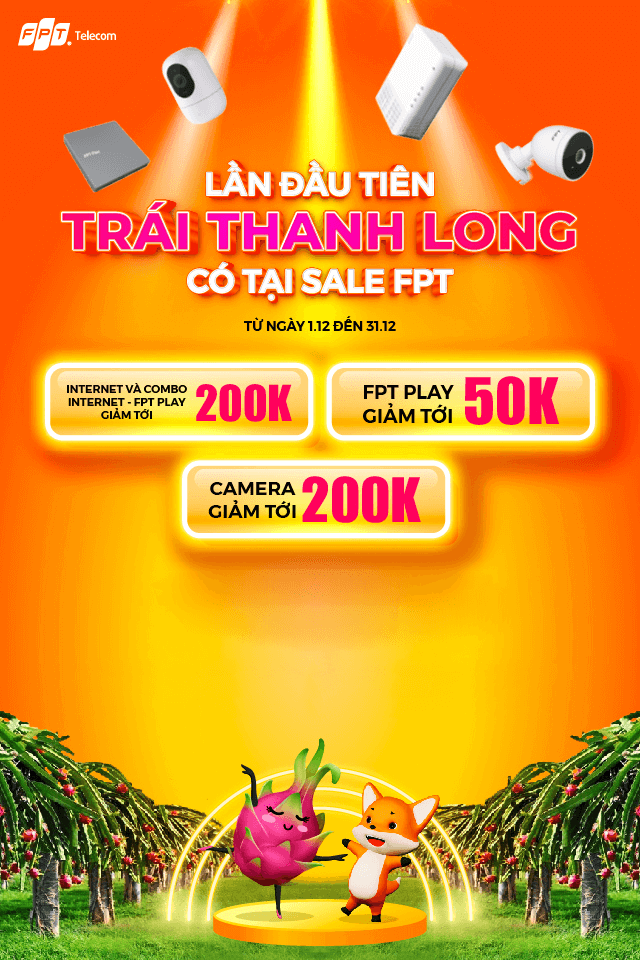 FPT. Telecom
LẦN ĐẦU TIÊN
TRÁI THANH LONG
CÓ TẠI SALE FPT
TỪ NGÀY 1.12 ĐẾN 31.12
INTERNET VÀ COMBO
INTERNET - FPT PLAY
GIẢM TỚI
200K
FPT PLAY
GIẢM TỚI
50K
CAMERA
GIẢM TỚI
200K